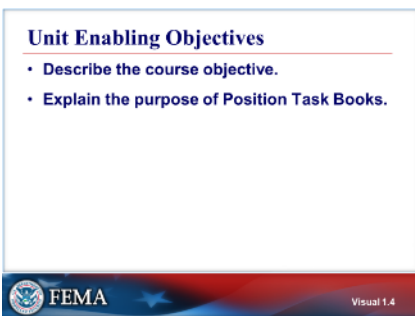 Unit Enabling Objectives
• Describe the course objective.
• Explain the purpose of Position Task Books.
FEMA
Visual 1.4